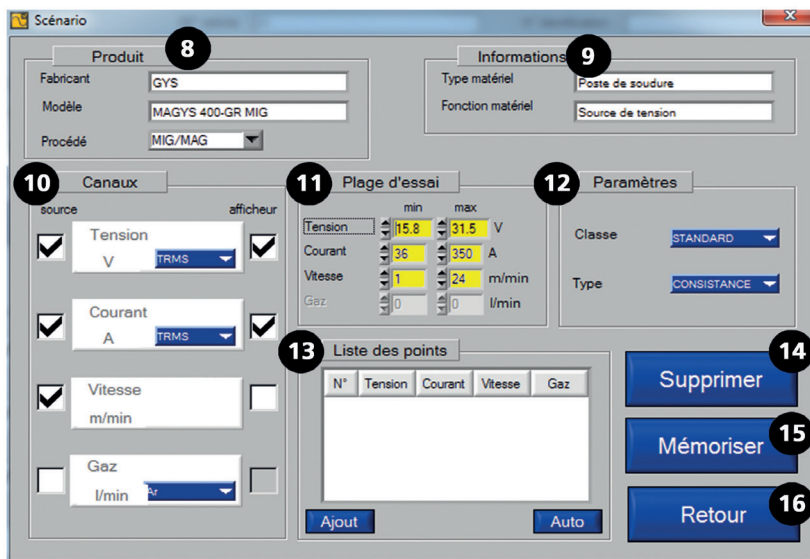 Scénario
8
Produit
Fabricant GYS
Modèle MAGYS 400-GR MIG
Procédé MIG/MAG
9
Informations
Type matériel Poste de soudure
Fonction matériel Source de tension
10
Canaux
source afficheur
Tension
V TRMS
Courant
A TRMS
Vitesse
m/min
Gaz
l/min Ar
11
Plage d'essai
min max
Tension 15.8 31.5 V
Courant 36 350 A
Vitesse 1 24 m/min
Gaz 0 0 l/min
12
Paramètres
Classe STANDARD
Type CONSISTANCE
13
Liste des points
N° Tension Courant Vitesse Gaz
Ajout Auto
14
Supprimer
15
Mémoriser
16
Retour